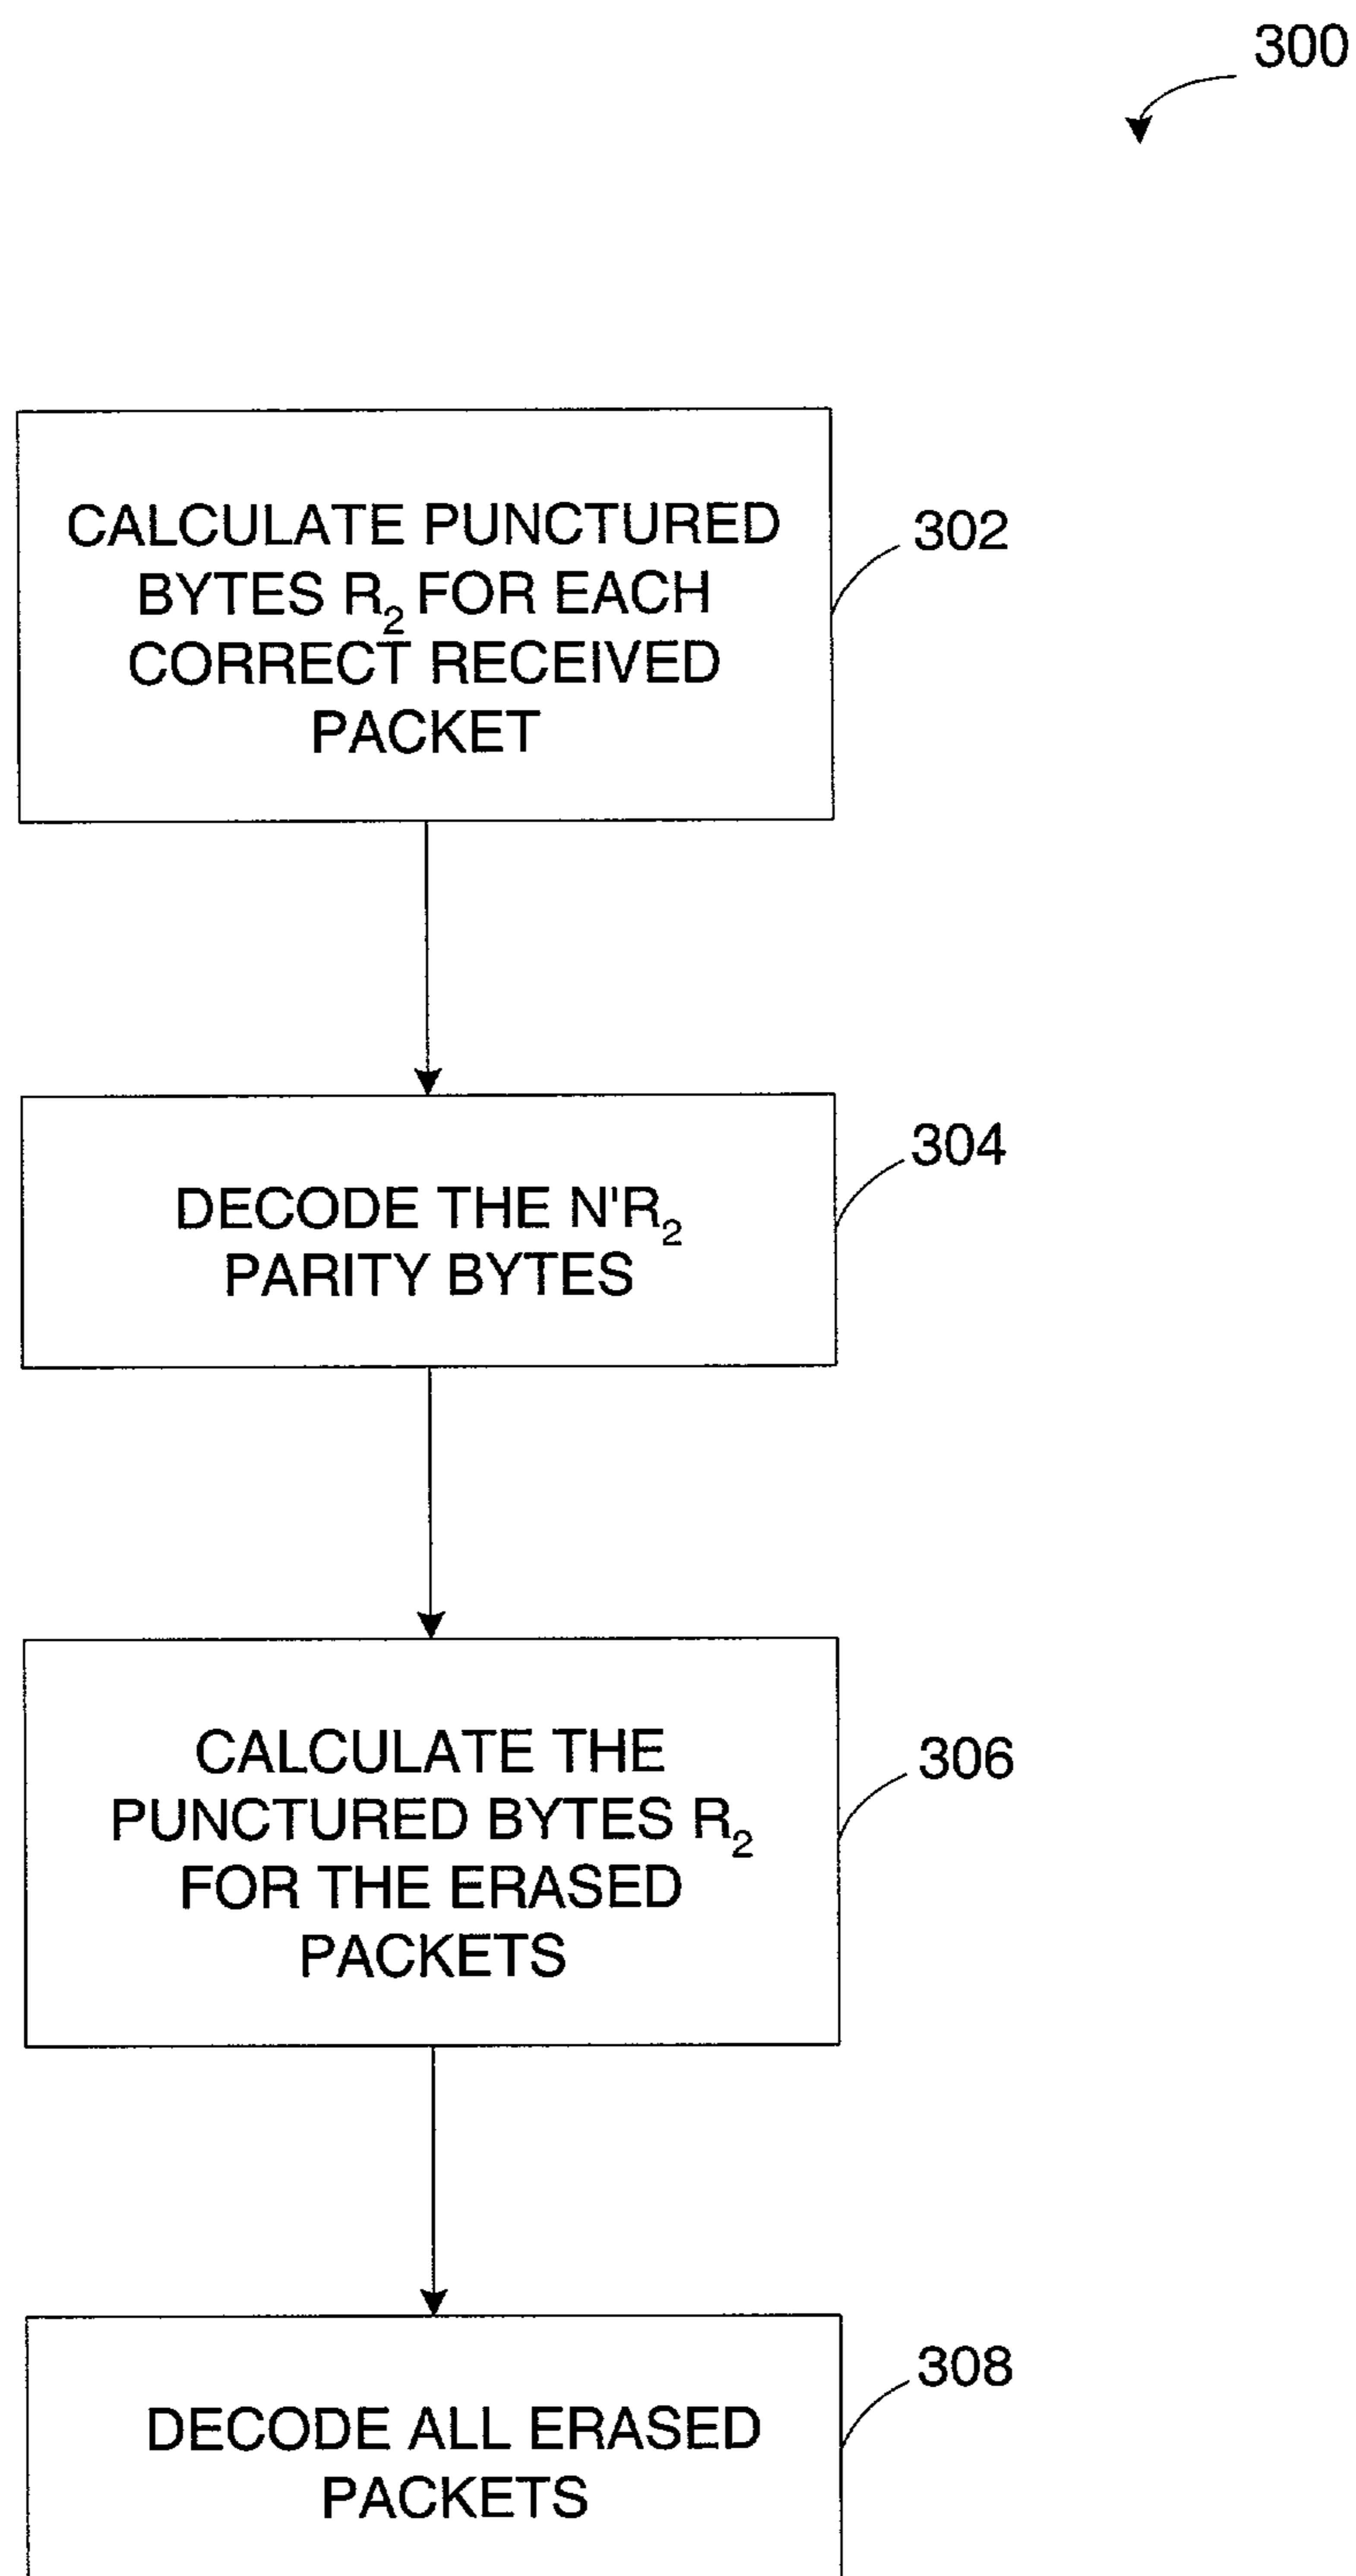 300
CALCULATE PUNCTURED
BYTES R₂ FOR EACH
CORRECT RECEIVED
PACKET
302
DECODE THE N'R₂
PARITY BYTES
304
CALCULATE THE
PUNCTURED BYTES R₂
FOR THE ERASED
PACKETS
306
DECODE ALL ERASED
PACKETS
308